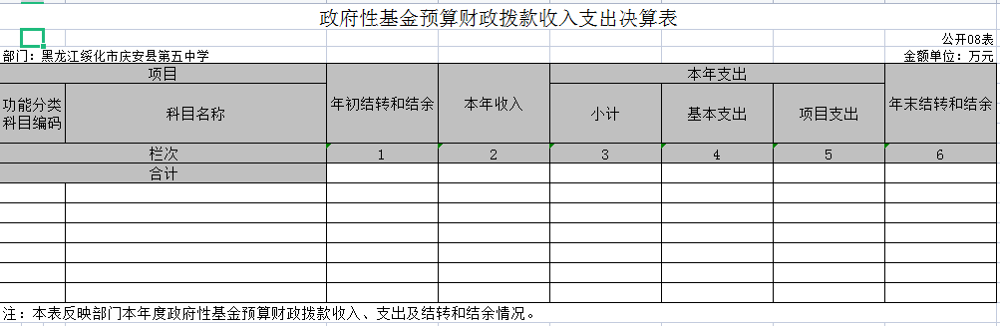 政府性基金预算财政拨款收入支出决算表
公开08表
部门：黑龙江绥化市庆安县第五中学 金额单位：万元
项目 年初结转和结余 本年收入 本年支出 年末结转和结余
功能分类科目编码 科目名称 小计 基本支出 项目支出
栏次 1 2 3 4 5 6
合计
注：本表反映部门本年度政府性基金预算财政拨款收入、支出及结转和结余情况。